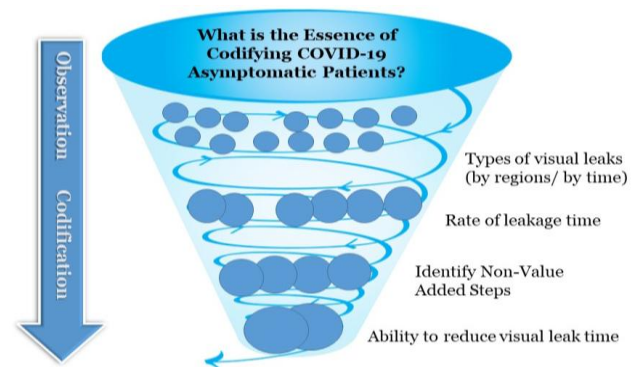 What is the Essence of
Codifying COVID-19
Asymptomatic Patients?
Observation Codification
Types of visual leaks
(by regions/ by time)
Rate of leakage time
Identify Non-Value
Added Steps
Ability to reduce visual leak time